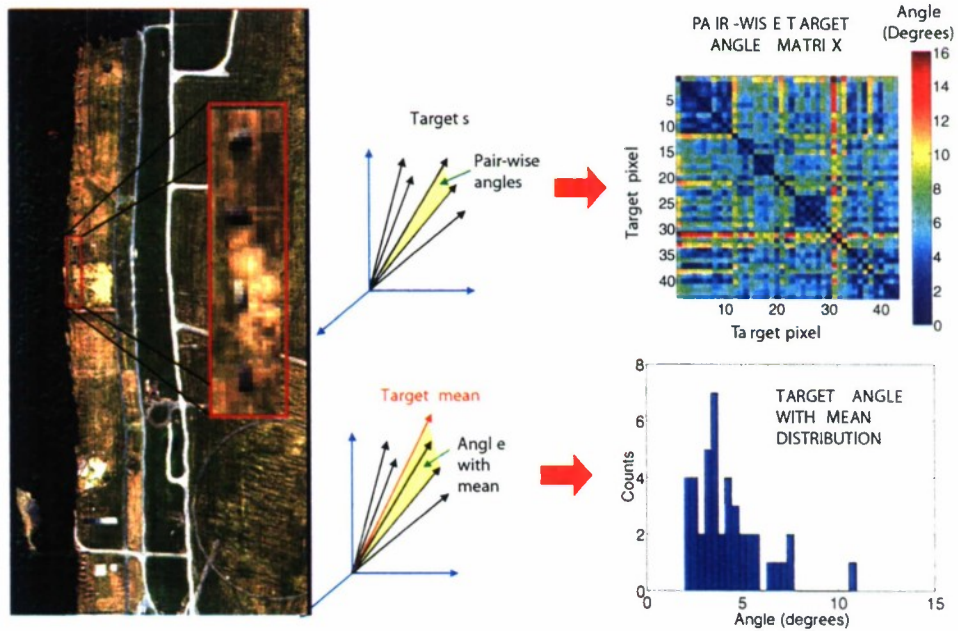 PA IR -WIS E T ARGET
ANGLE MATRI X
Angle
(Degrees)
Target s
Pair-wise
angles
Target pixel
5
10
15
20
25
30
35
40
10
20
30
40
Ta rget pixel
16
14
12
10
8
6
4
2
0
Target mean
Angl e
with
mean
TARGET ANGLE
WITH MEAN
DISTRIBUTION
Counts
8
6
4
2
0
0
5
10
15
Angle (degrees)